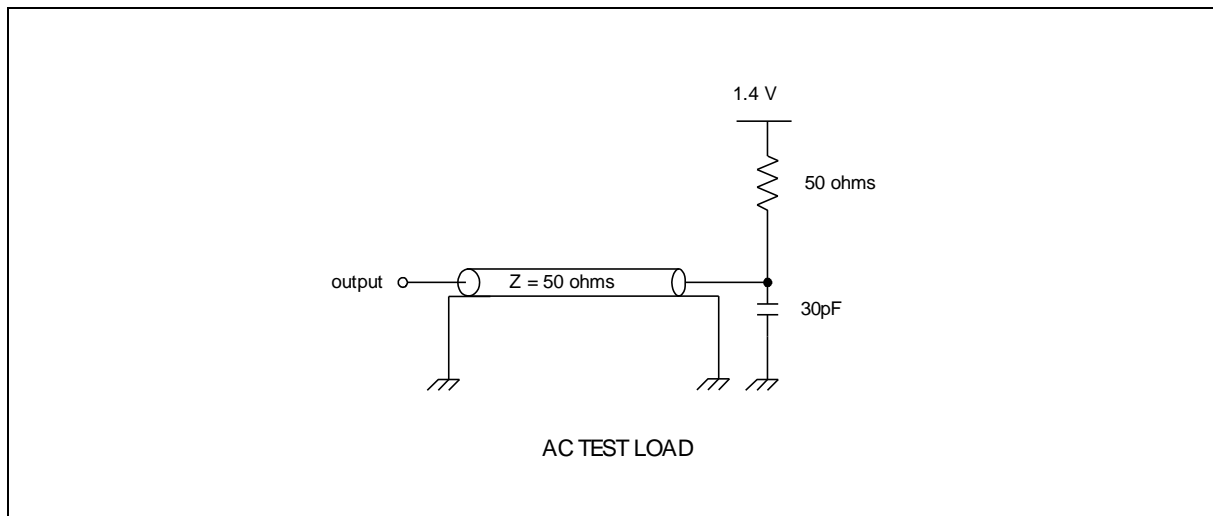 1.4 V
50 ohms
output
Z = 50 ohms
30pF
AC TEST LOAD